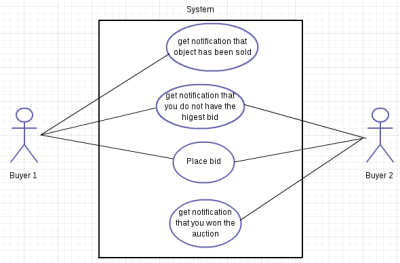 System
get notification that
object has been sold
get notification that
you do not have the
higest bid
Place bid
get notification
that you won the
auction
Buyer 1
Buyer 2